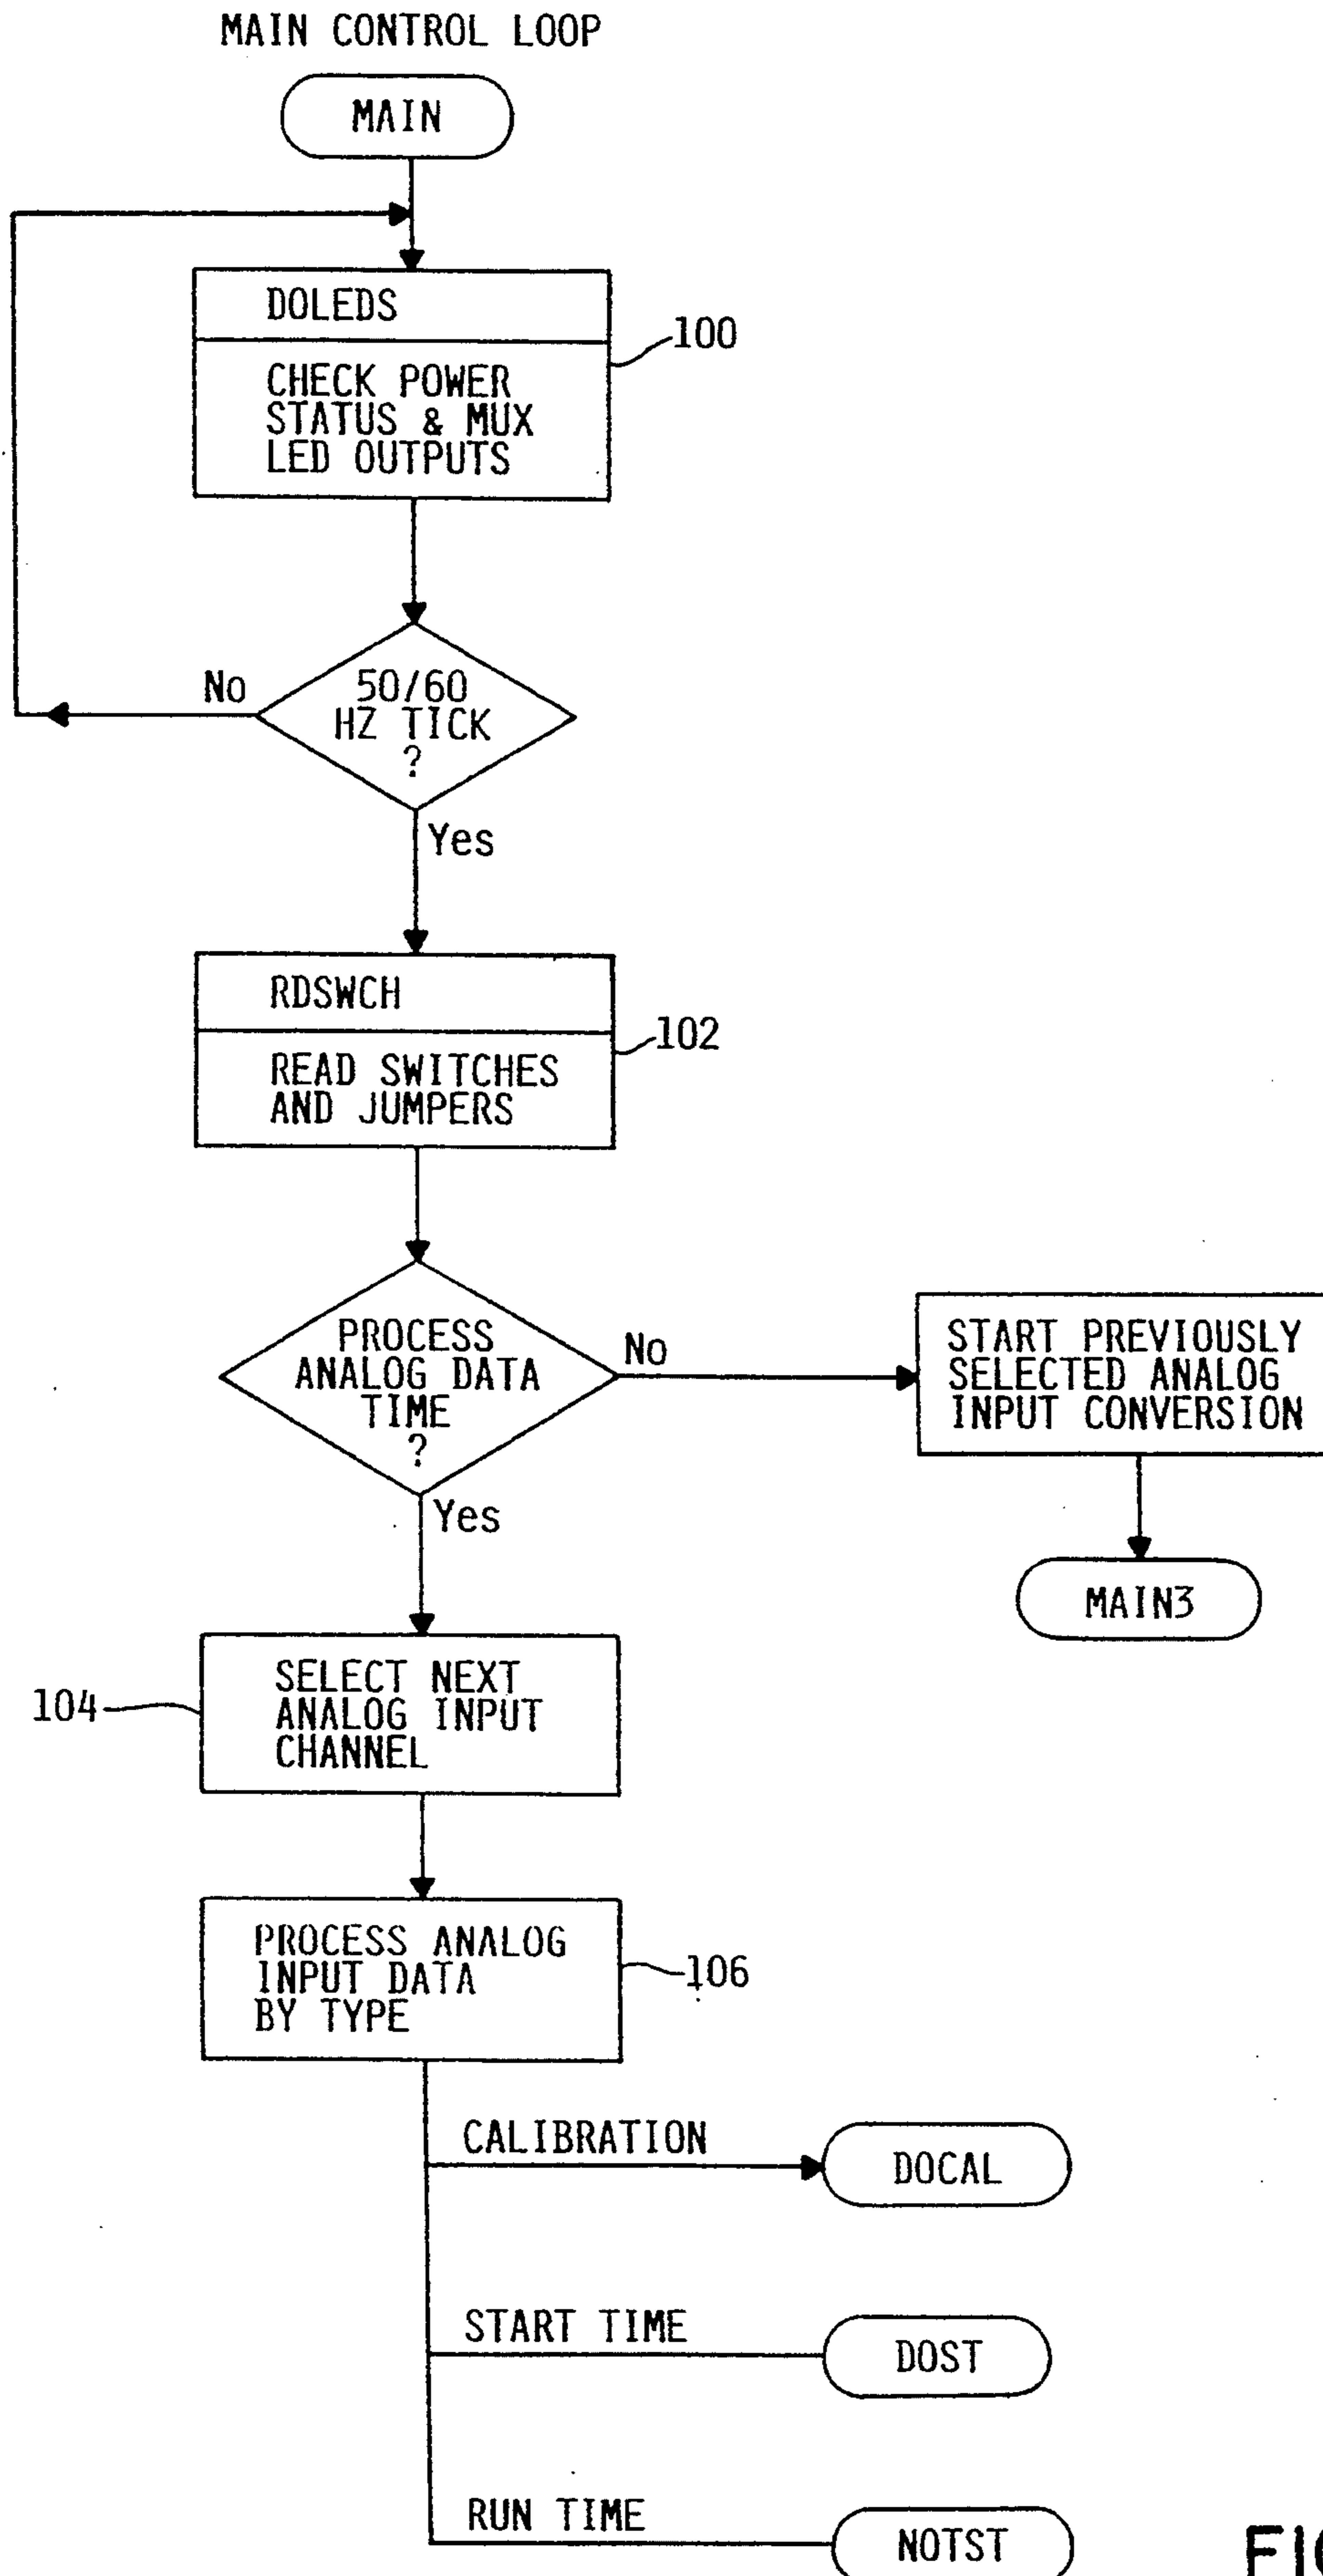 MAIN CONTROL LOOP
MAIN
DOLEDS
100
CHECK POWER
STATUS & MUX
LED OUTPUTS
No
50/60
HZ TICK
?
Yes
RDSWCH
102
READ SWITCHES
AND JUMPERS
PROCESS
ANALOG DATA
TIME
?
No
START PREVIOUSLY
SELECTED ANALOG
INPUT CONVERSION
Yes
MAIN3
104
SELECT NEXT
ANALOG INPUT
CHANNEL
PROCESS ANALOG
INPUT DATA
BY TYPE
106
CALIBRATION
DOCAL
START TIME
DOST
RUN TIME
NOTST